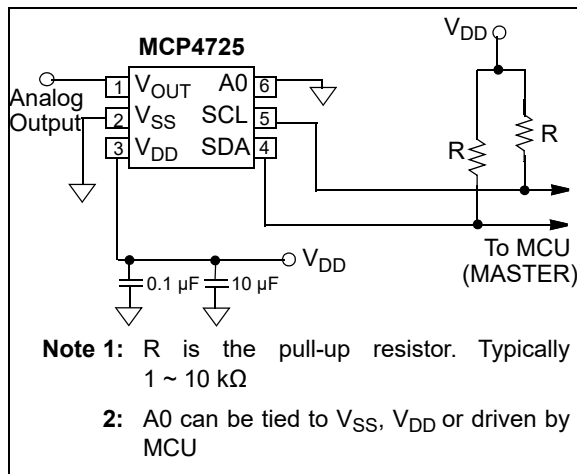 V_DD
MCP4725
1 V_OUT A0 6
Analog
Output
2 V_SS SCL 5
3 V_DD SDA 4
R
R
To MCU
(MASTER)
V_DD
0.1 µF 10 µF
Note 1: R is the pull-up resistor. Typically
1 ~ 10 kΩ
2: A0 can be tied to V_SS, V_DD or driven by
MCU